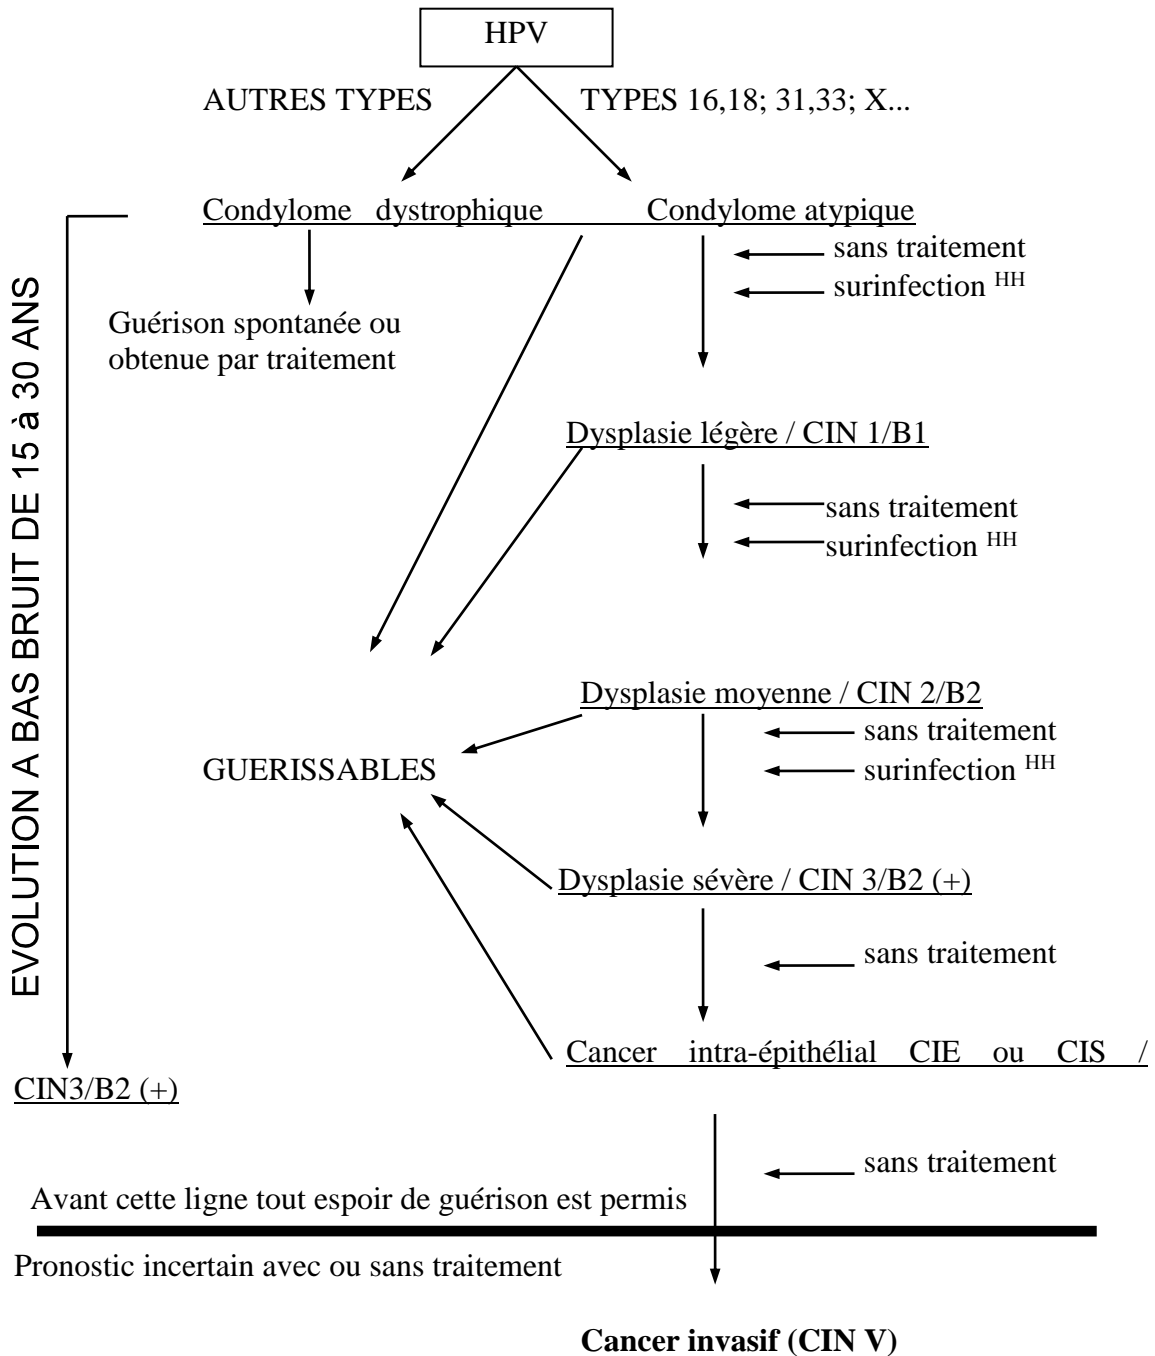 HPV
AUTRES TYPES
TYPES 16,18; 31,33; X...
Condylome dystrophique
Condylome atypique
sans traitement
surinfection HH
Guérison spontanée ou
obtenue par traitement
EVOLUTION A BAS BRUIT DE 15 à 30 ANS
Dysplasie légère / CIN 1/B1
sans traitement
surinfection HH
Dysplasie moyenne / CIN 2/B2
sans traitement
surinfection HH
GUERISSABLES
Dysplasie sévère / CIN 3/B2 (+)
sans traitement
Cancer intra-épithélial CIE ou CIS /
CIN3/B2 (+)
sans traitement
Avant cette ligne tout espoir de guérison est permis
Pronostic incertain avec ou sans traitement
Cancer invasif (CIN V)